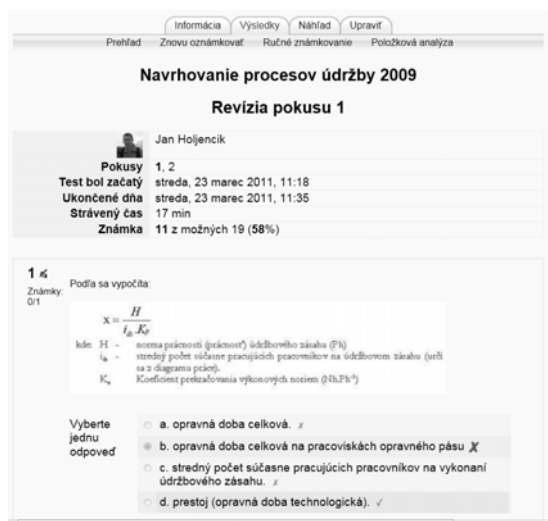 Informácia Výsledky Náhľad Upraviť
Prehľad Znovu oznámkovať Ručné známkovanie Položková analýza
Navrhovanie procesov údržby 2009
Revízia pokusu 1
Jan Holjencik
Pokusy 1, 2
Test bol začatý streda, 23 marec 2011, 11:18
Ukončené dňa streda, 23 marec 2011, 11:35
Strávený čas 17 min
Známka 11 z možných 19 (58%)
1
Známky: 0/1
Podľa sa vypočíta:
x = H
kde: H - norma prácnosti (prácnosť) údržbového zásahu (Ph)
stredný počet súčasne pracujúcich pracovníkov na údržbovom zásahu (určí
sa z diagramu práce).
Koeficient prekračovania výkonových noriem (Nh.Ph⁻¹)
Vyberte
jednu
odpoveď
a. opravná doba celková. x
b. opravná doba celková na pracoviskách opravného pásu X
c. stredný počet súčasne pracujúcich pracovníkov na vykonaní
údržbového zásahu. x
d. prestoj (opravná doba technologická). ✓